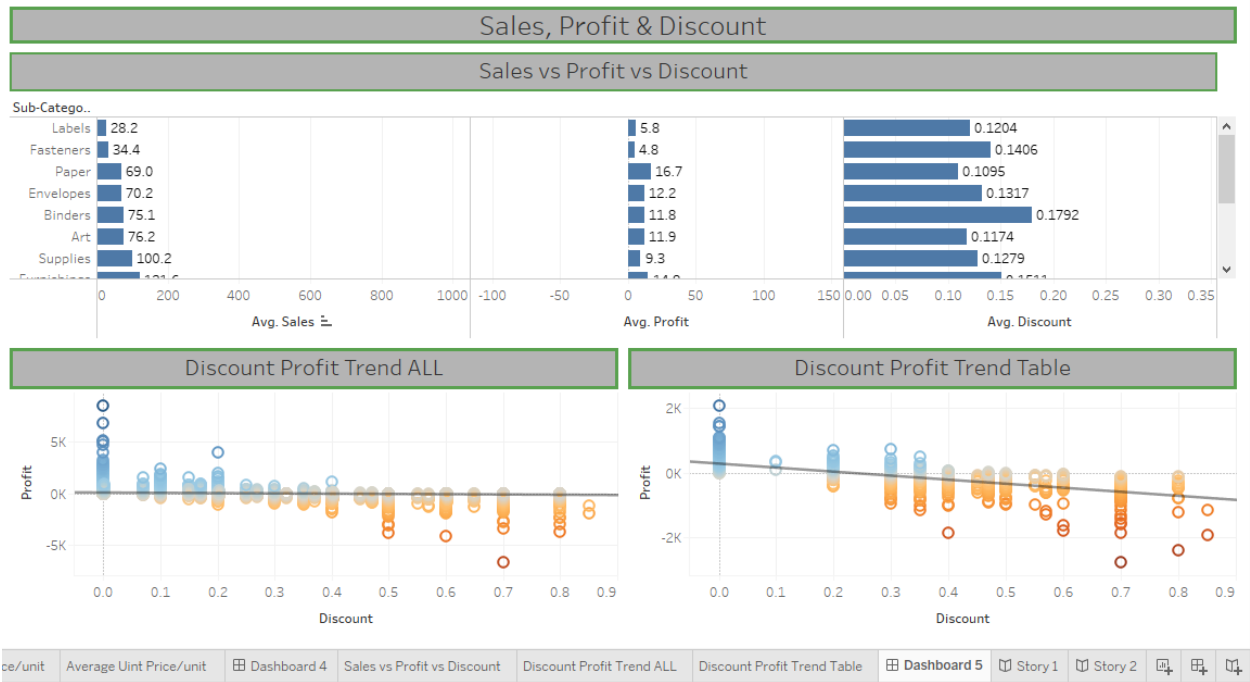 Sales, Profit & Discount
Sales vs Profit vs Discount
Sub-Catego..
Labels 28.2 5.8 0.1204
Fasteners 34.4 4.8 0.1406
Paper 69.0 16.7 0.1095
Envelopes 70.2 12.2 0.1317
Binders 75.1 11.8 0.1792
Art 76.2 11.9 0.1174
Supplies 100.2 9.3 0.1279
Furnishings 121.6 14.9 0.1511
0 200 400 600 800 1000 -100 -50 0 50 100 150 0.00 0.05 0.10 0.15 0.20 0.25 0.30 0.35
Avg. Sales Avg. Profit Avg. Discount
Discount Profit Trend ALL Discount Profit Trend Table
Profit
5K
0K
-5K
0.0 0.1 0.2 0.3 0.4 0.5 0.6 0.7 0.8 0.9
Discount
Profit
2K
0K
-2K
0.0 0.1 0.2 0.3 0.4 0.5 0.6 0.7 0.8 0.9
Discount
ce/unit Average Uint Price/unit Dashboard 4 Sales vs Profit vs Discount Discount Profit Trend ALL Discount Profit Trend Table Dashboard 5 Story 1 Story 2